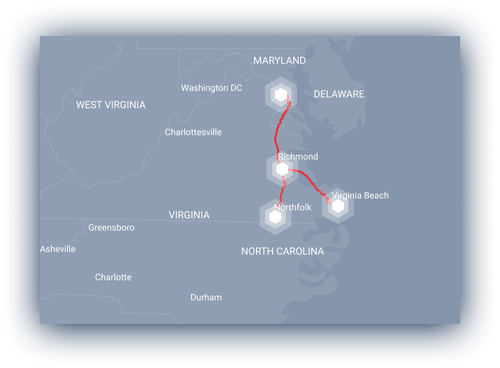 MARYLAND
Washington DC
DELAWARE
WEST VIRGINIA
Charlottesville
Richmond
Virginia Beach
Northfolk
VIRGINIA
Greensboro
Asheville
NORTH CAROLINA
Charlotte
Durham